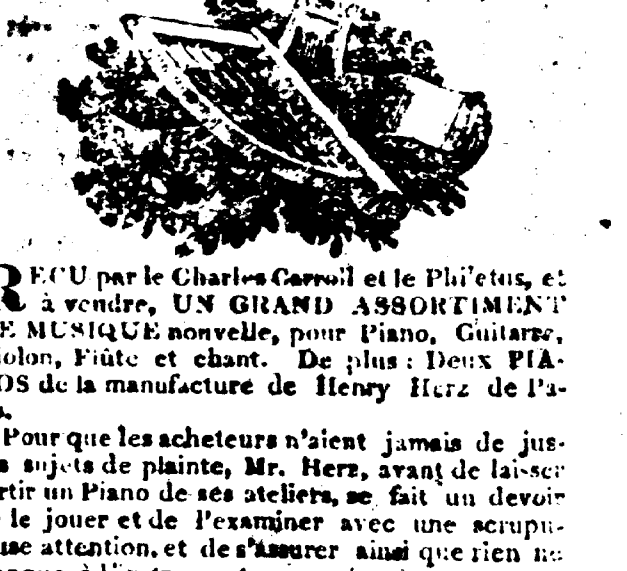 RECU par le Charles Carroll et le Phi'etus, et
à vendre, UN GRAND ASSORTIMENT
E MUSIQUE nouvelle, pour Piano, Guitarre,
iolon, Flûte et chant. De plus : Deux PIA-
OS de la manufacture de Henry Herz de Pa-
s.
Pour que les acheteurs n'aient jamais de jus-
s sujets de plainte, Mr. Herz, avant de laisser
rtir un Piano de ses ateliers, se fait un devoir
le jouer et de l'examiner avec une scrupu-
use attention, et de s'assurer ainsi que rien ne